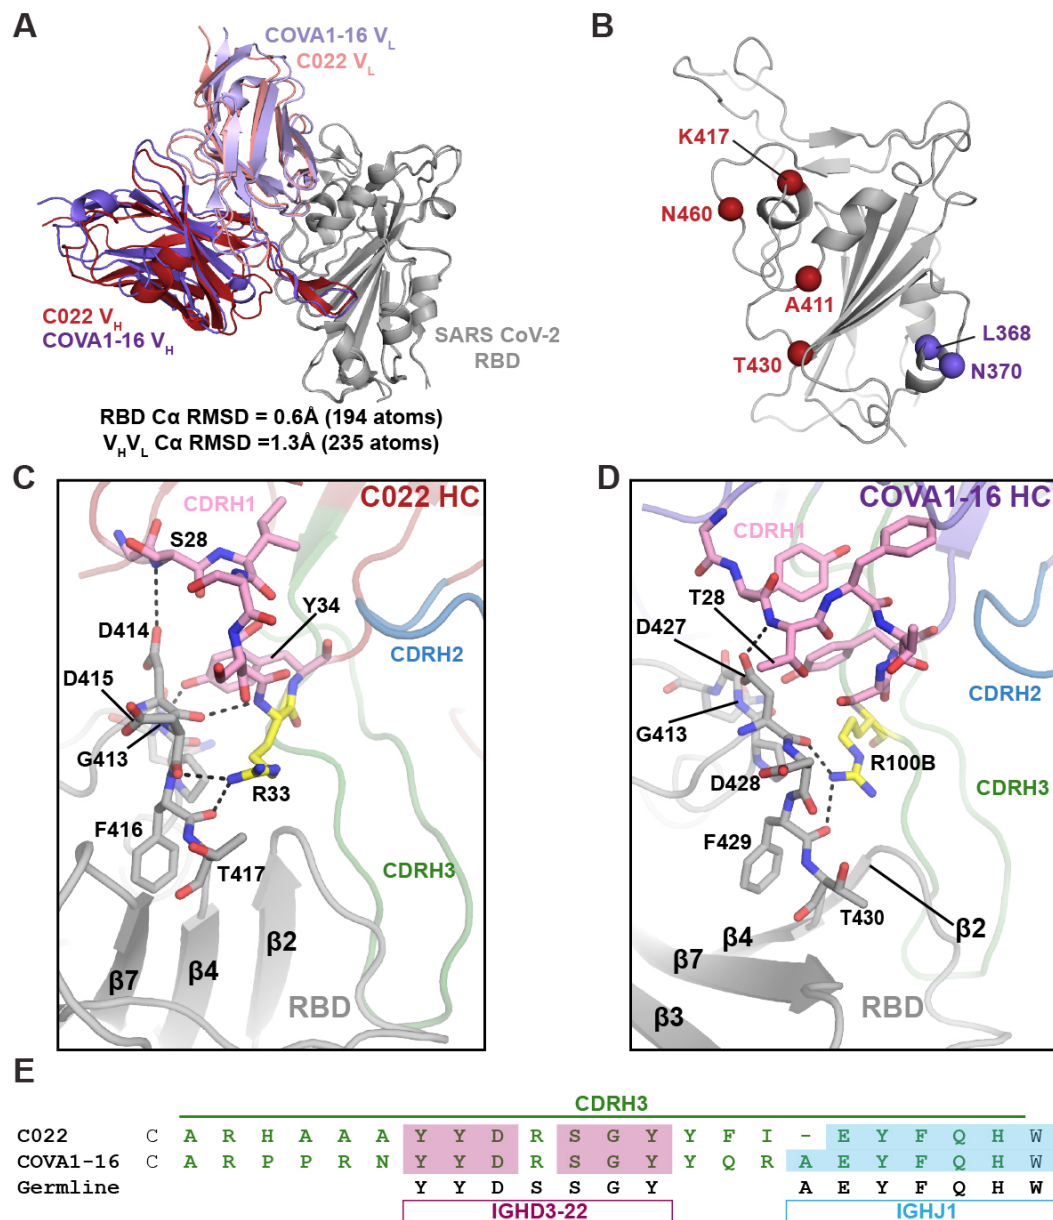 A
COVA1-16 VL
C022 VL
C022 VH
COVA1-16 VH
SARS CoV-2
RBD
RBD Cα RMSD = 0.6Å (194 atoms)
VHVL Cα RMSD =1.3Å (235 atoms)
B
K417
N460
A411
T430
L368
N370
C
C022 HC
CDRH1
S28
Y34
D414
CDRH2
D415
G413
R33
F416
T417
CDRH3
β2
β4
β7
RBD
D
COVA1-16 HC
CDRH1
T28
D427
CDRH2
G413
R100B
D428
CDRH3
F429
T430
β2
β4
β7
β3
RBD
E
CDRH3
C022 C A R H A A A Y Y D R S G Y Y F I - E Y F Q H W
COVA1-16 C A R P P R N Y Y D R S G Y Y Q R A E Y F Q H W
Germline Y Y D S S G Y A E Y F Q H W
IGHD3-22 IGHJ1